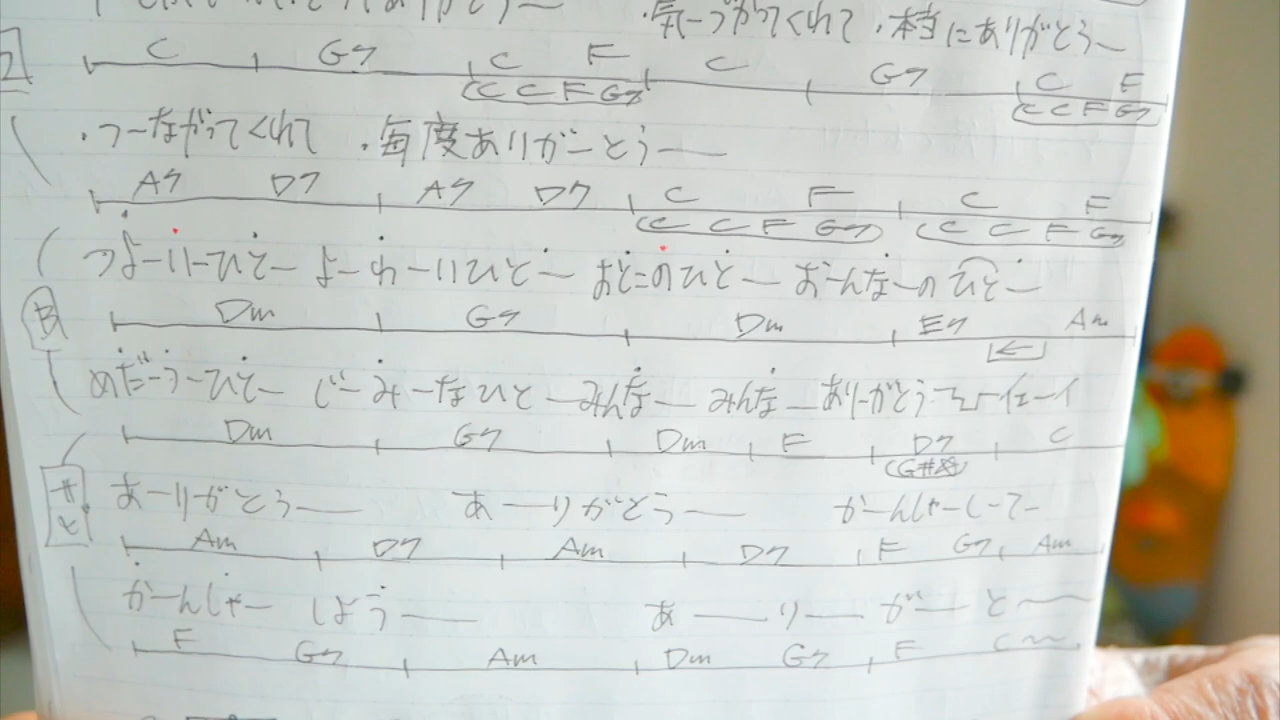 ・気ーづかってくれて ・本当にありがとうー
2 C G7 C F C G7 C F
(C C F G7) (C C F G7)
・つーながってくれて ・毎度ありがーとうー
A7 D7 A7 D7 C F C F
(C C F G7) (C C F G7)
つよーいーひとー よーわーいひとー おとこのひとー おーんなーのひとー
B Dm G7 Dm E7 Am
めだーうーひとー じーみーなひとー みんなー みんなーありーがとう イェーイ
Dm G7 Dm F D7 C
(G#
サビ あーりがとうー あーりがとうー かーんしゃーしーてー
Am D7 Am D7 F G7 Am
かーんしゃー しようー あーりーがーとー
F G7 Am Dm G7 F C